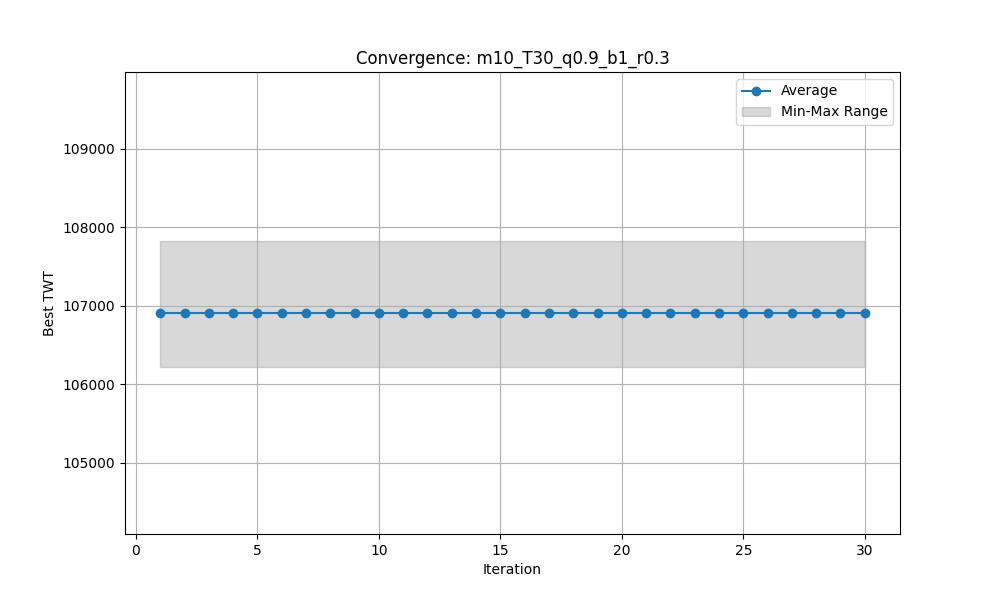 Convergence: m10_T30_q0.9_b1_r0.3
Average
Min-Max Range
109000
108000
107000
106000
105000
Best TWT
0 5 10 15 20 25 30
Iteration